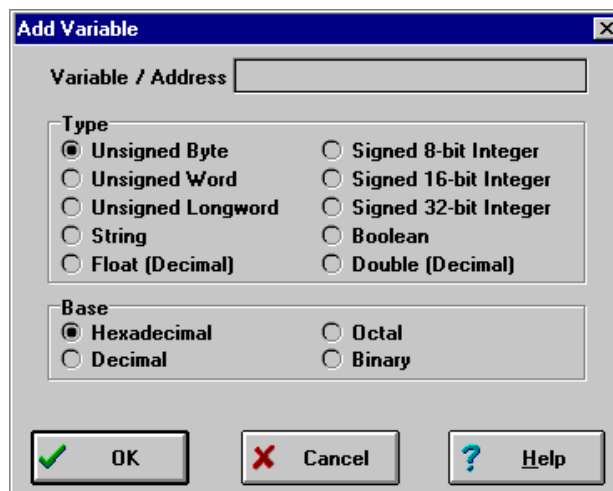 Add Variable
Variable / Address
Type
Unsigned Byte
Signed 8-bit Integer
Unsigned Word
Signed 16-bit Integer
Unsigned Longword
Signed 32-bit Integer
String
Boolean
Float (Decimal)
Double (Decimal)
Base
Hexadecimal
Octal
Decimal
Binary
OK
Cancel
Help